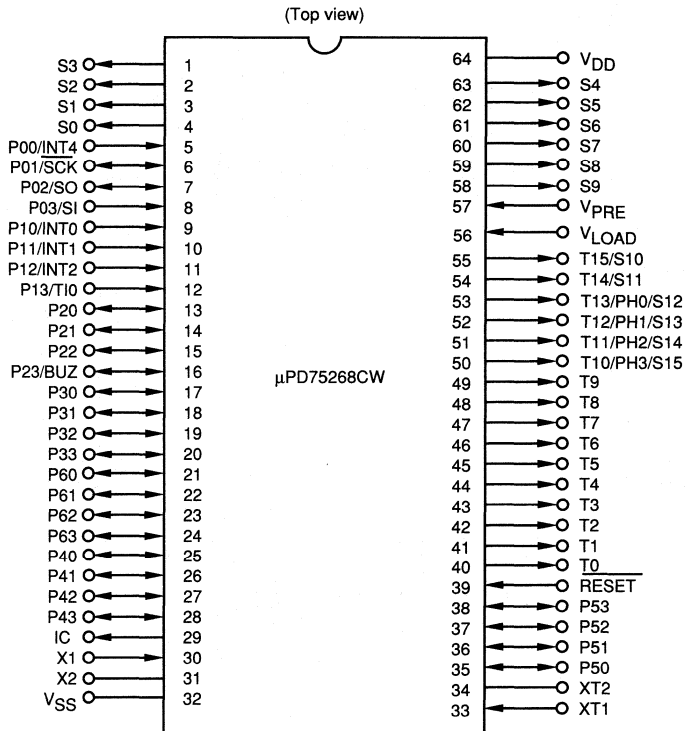 (Top view)
S3 1
S2 2
S1 3
S0 4
P00/INT4 5
P01/S̅C̅K̅ 6
P02/SO 7
P03/SI 8
P10/INT0 9
P11/INT1 10
P12/INT2 11
P13/TI0 12
P20 13
P21 14
P22 15
P23/BUZ 16
P30 17
P31 18
P32 19
P33 20
P60 21
P61 22
P62 23
P63 24
P40 25
P41 26
P42 27
P43 28
IC 29
X1 30
X2 31
VSS 32
µPD75268CW
64 VDD
63 S4
62 S5
61 S6
60 S7
59 S8
58 S9
57 VPRE
56 VLOAD
55 T15/S10
54 T14/S11
53 T13/PH0/S12
52 T12/PH1/S13
51 T11/PH2/S14
50 T10/PH3/S15
49 T9
48 T8
47 T7
46 T6
45 T5
44 T4
43 T3
42 T2
41 T1
40 T0
39 R̅E̅S̅E̅T̅
38 P53
37 P52
36 P51
35 P50
34 XT2
33 XT1